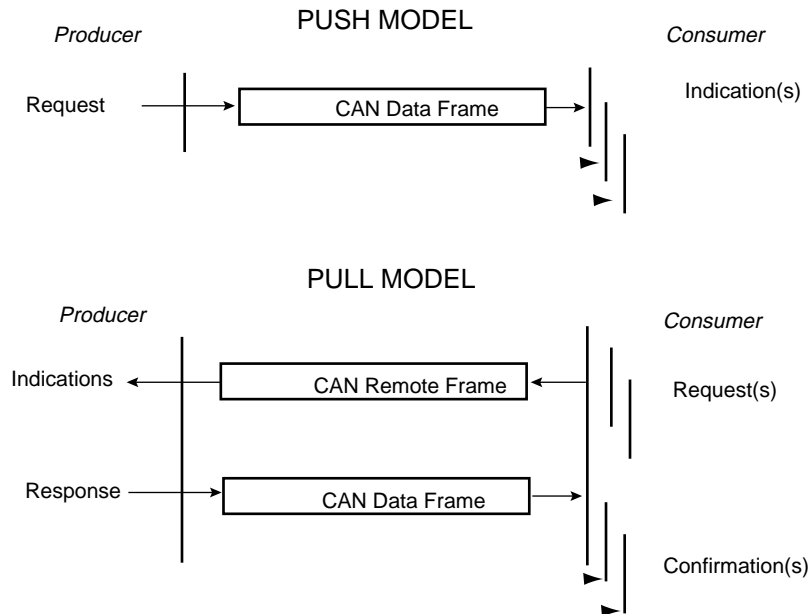 PUSH MODEL
Producer
Consumer
Request
CAN Data Frame
Indication(s)
PULL MODEL
Producer
Consumer
Indications
CAN Remote Frame
Request(s)
Response
CAN Data Frame
Confirmation(s)